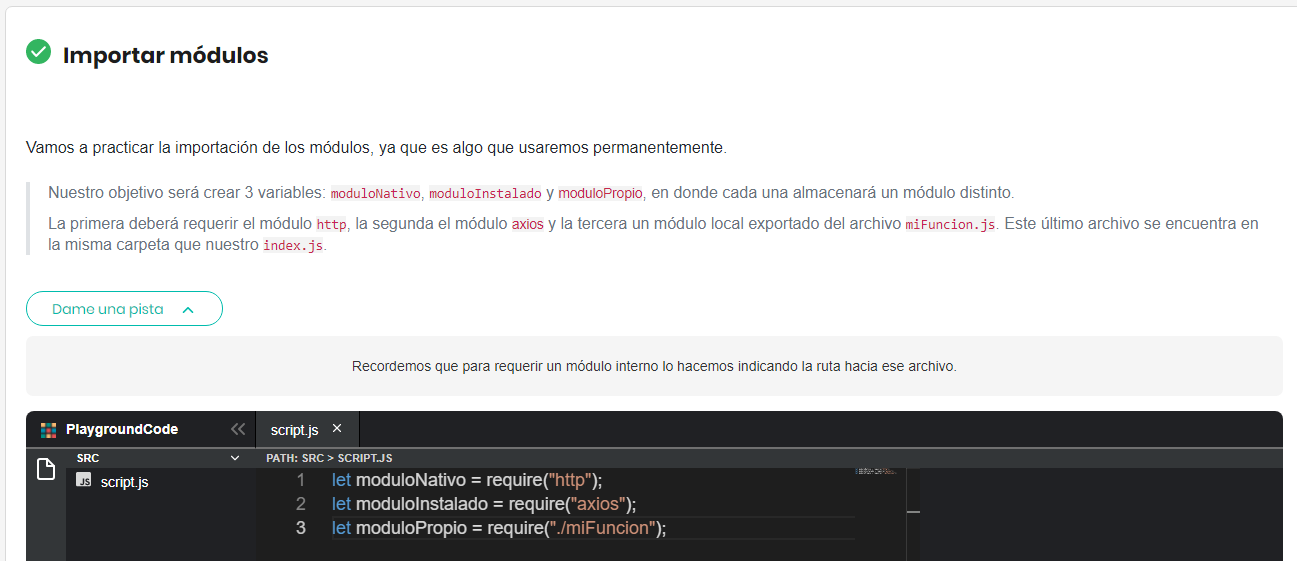 Importar módulos
Vamos a practicar la importación de los módulos, ya que es algo que usaremos permanentemente.
Nuestro objetivo será crear 3 variables: moduloNativo, moduloInstalado y moduloPropio, en donde cada una almacenará un módulo distinto.
La primera deberá requerir el módulo http, la segunda el módulo axios y la tercera un módulo local exportado del archivo miFuncion.js. Este último archivo se encuentra en
la misma carpeta que nuestro index.js.
Dame una pista
Recordemos que para requerir un módulo interno lo hacemos indicando la ruta hacia ese archivo.
PlaygroundCode
script.js
SRC
PATH: SRC > SCRIPT.JS
JS script.js
1 let moduloNativo = require("http");
2 let moduloInstalado = require("axios");
3 let moduloPropio = require("./miFuncion");